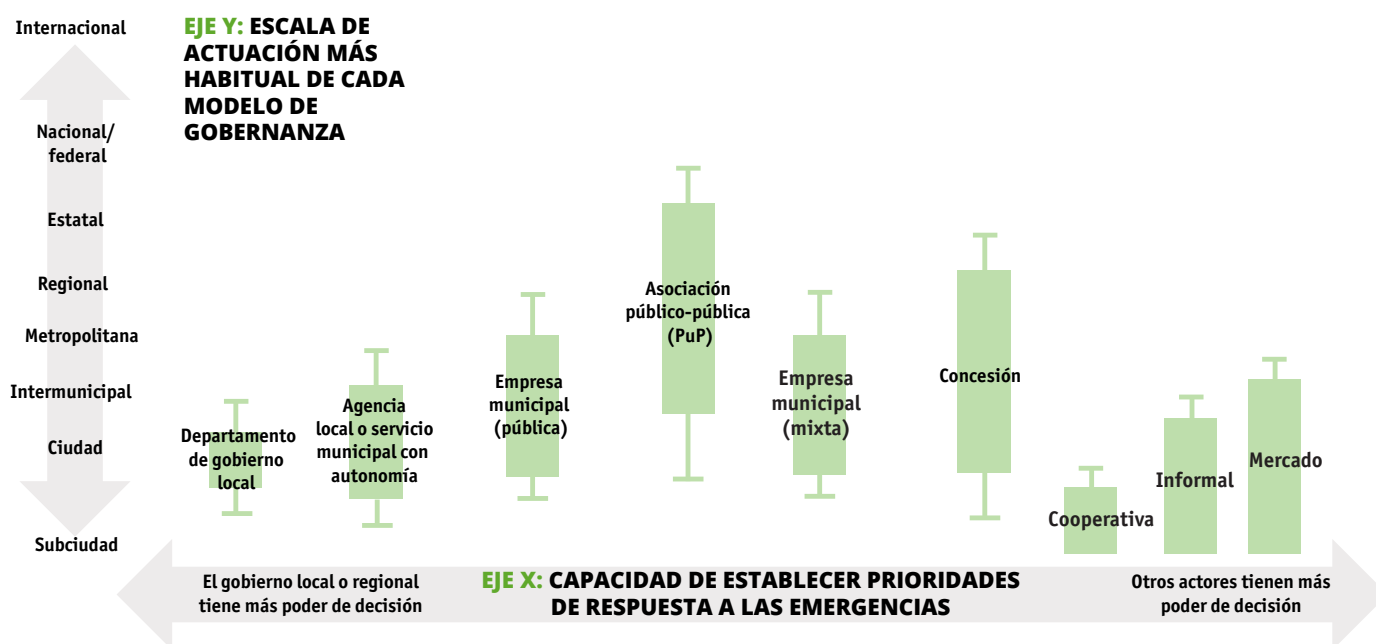 Internacional
EJE Y: ESCALA DE
ACTUACIÓN MÁS
HABITUAL DE CADA
MODELO DE
GOBERNANZA
Nacional/
federal
Estatal
Regional
Metropolitana
Intermunicipal
Ciudad
Subciudad
Departamento
de gobierno
local
Agencia
local o servicio
municipal con
autonomía
Empresa
municipal
(pública)
Asociación
público-pública
(PuP)
Empresa
municipal
(mixta)
Concesión
Cooperativa
Informal
Mercado
El gobierno local o regional
tiene más poder de decisión
EJE X: CAPACIDAD DE ESTABLECER PRIORIDADES
DE RESPUESTA A LAS EMERGENCIAS
Otros actores tienen más
poder de decisión